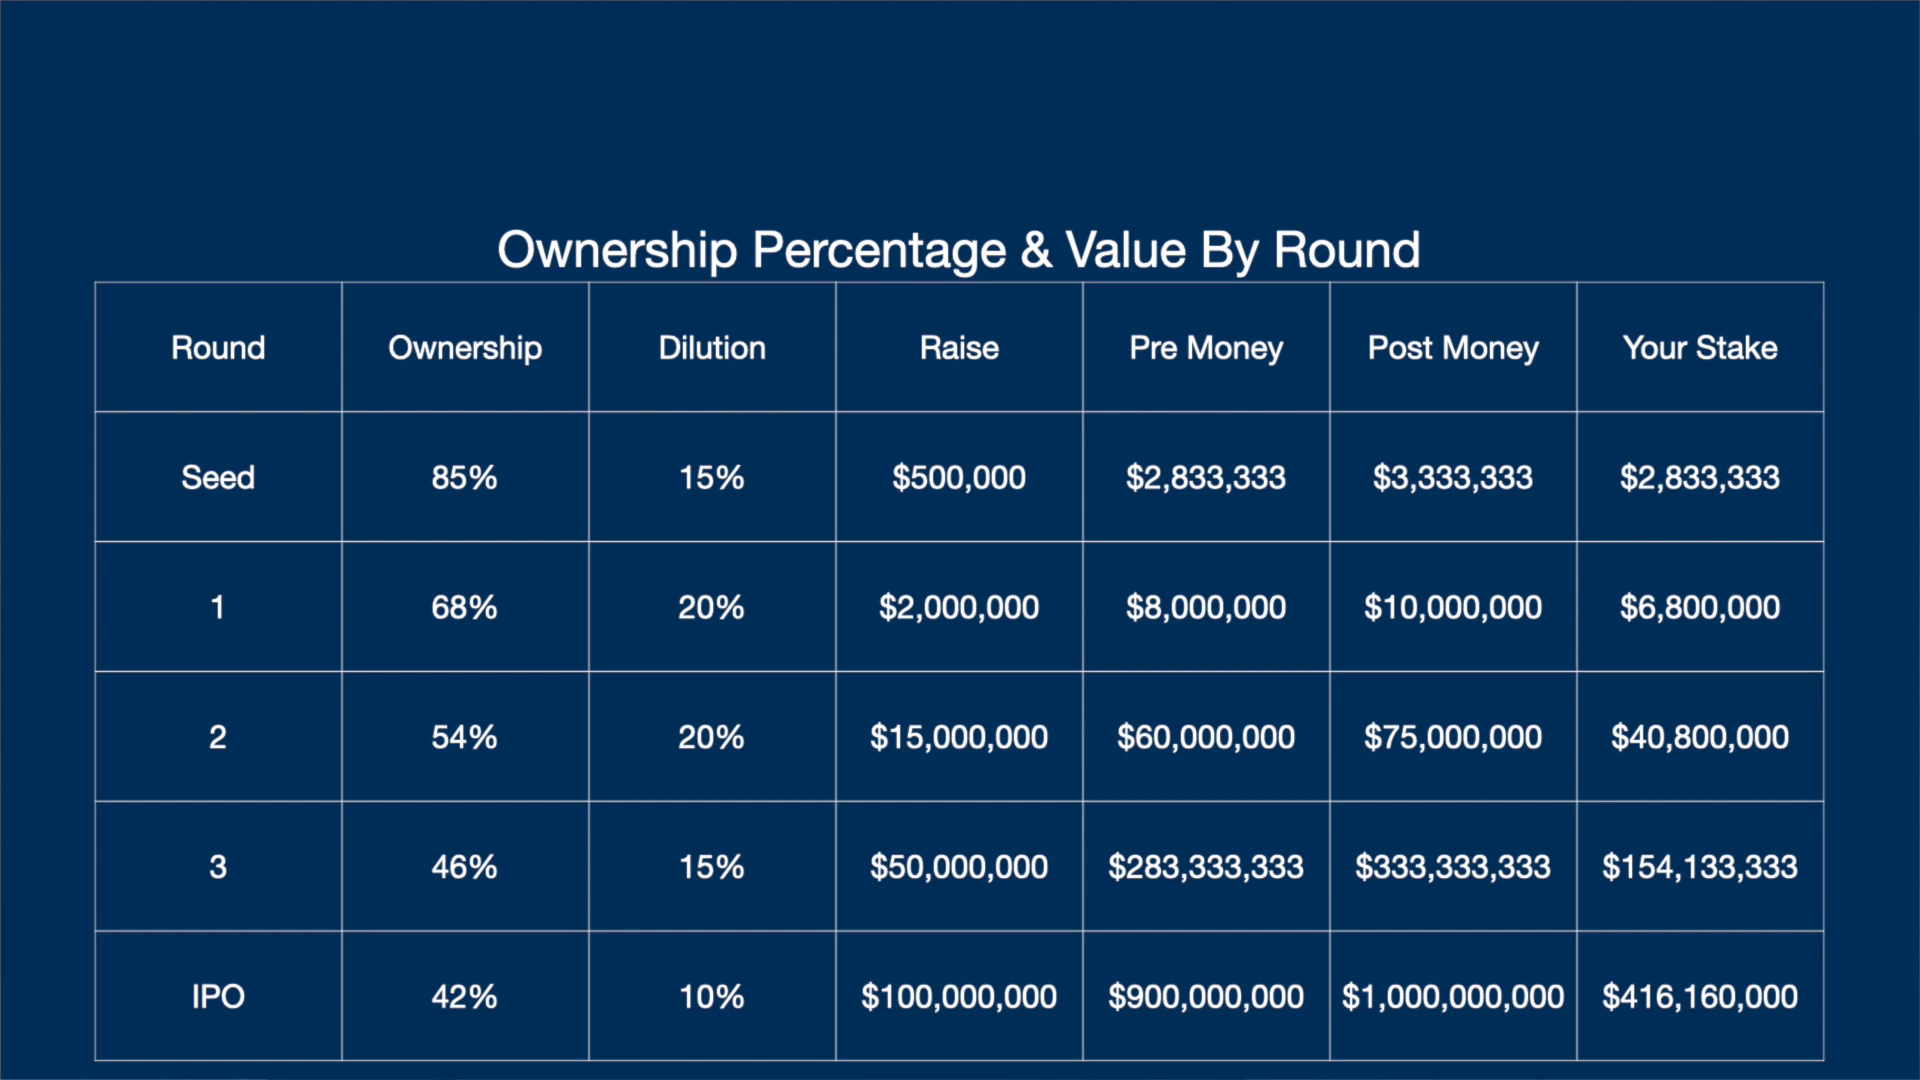 Ownership Percentage & Value By Round
Round Ownership Dilution Raise Pre Money Post Money Your Stake
Seed 85% 15% $500,000 $2,833,333 $3,333,333 $2,833,333
1 68% 20% $2,000,000 $8,000,000 $10,000,000 $6,800,000
2 54% 20% $15,000,000 $60,000,000 $75,000,000 $40,800,000
3 46% 15% $50,000,000 $283,333,333 $333,333,333 $154,133,333
IPO 42% 10% $100,000,000 $900,000,000 $1,000,000,000 $416,160,000